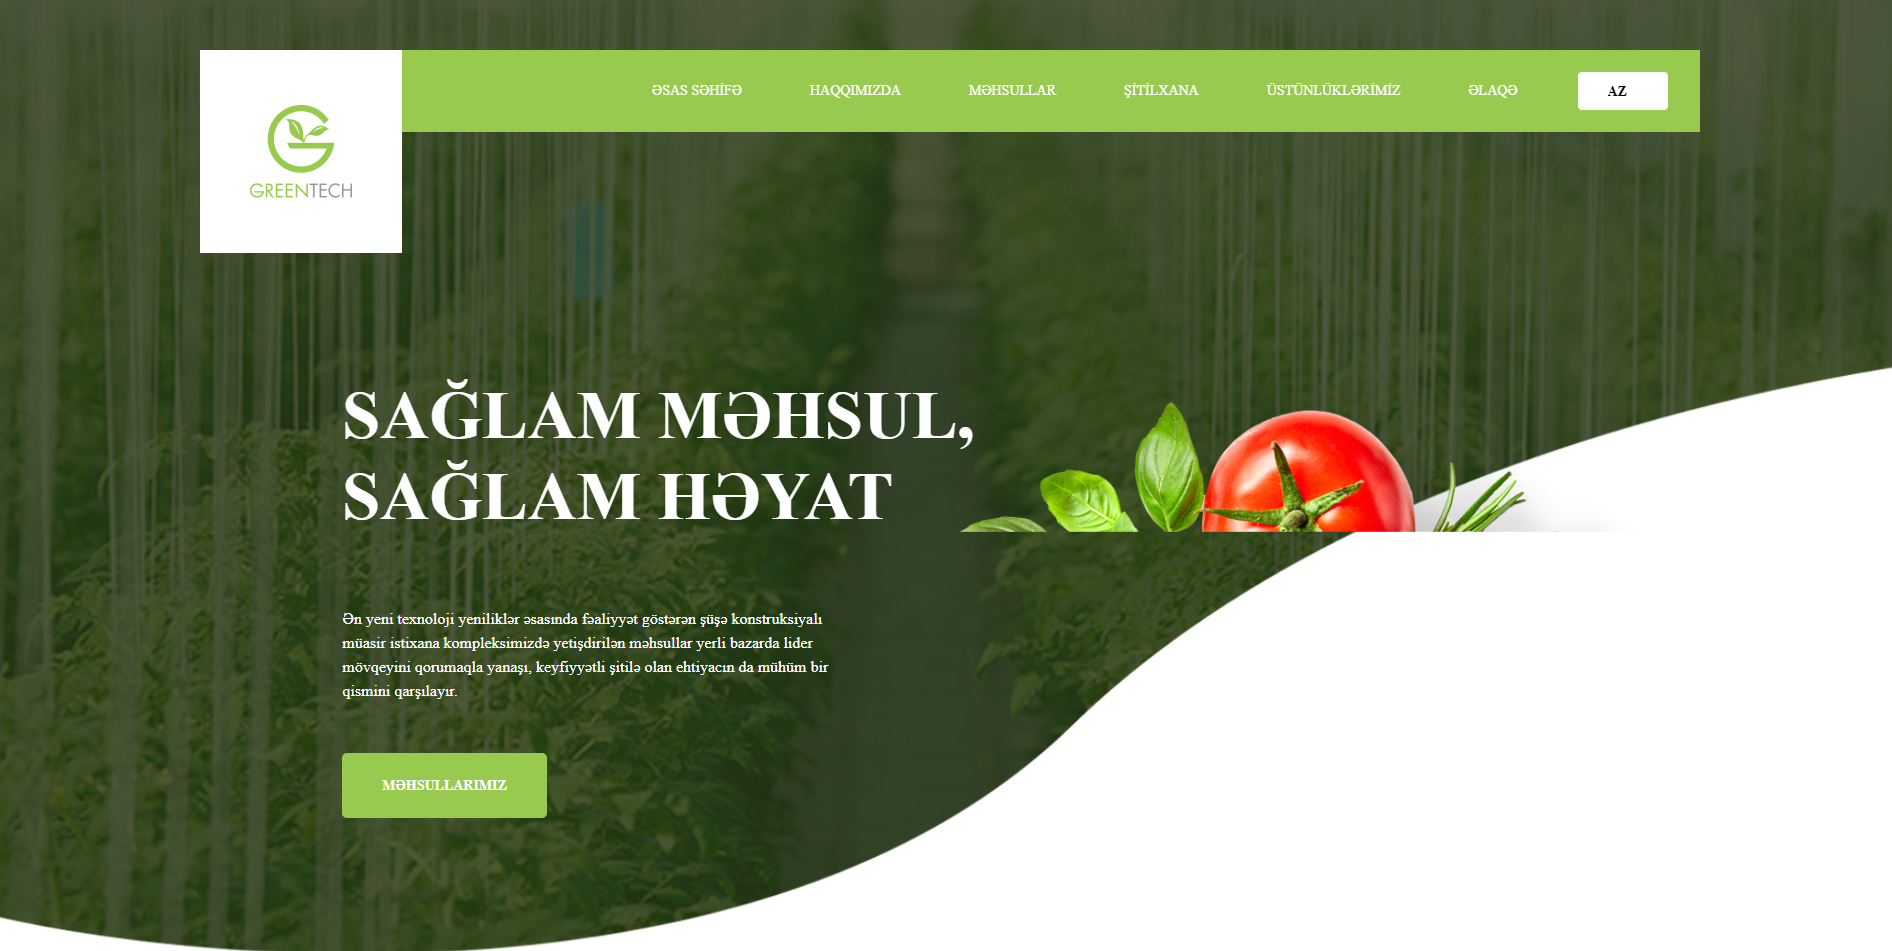 GREENTECH
ƏSAS SƏHİFƏ
HAQQIMIZDA
MƏHSULLAR
ŞİTİLXANA
ÜSTÜNLÜKLƏRİMİZ
ƏLAQƏ
AZ
SAĞLAM MƏHSUL,
SAĞLAM HƏYAT
Ən yeni texnoloji yeniliklər əsasında fəaliyyət göstərən şüşə konstruksiyalı
müasir istixana kompleksimizdə yetişdirilən məhsullar yerli bazarda lider
mövqeyini qorumaqla yanaşı, keyfiyyətli şitilə olan ehtiyacın da mühüm bir
qismini qarşılayır.
MƏHSULLARIMIZ